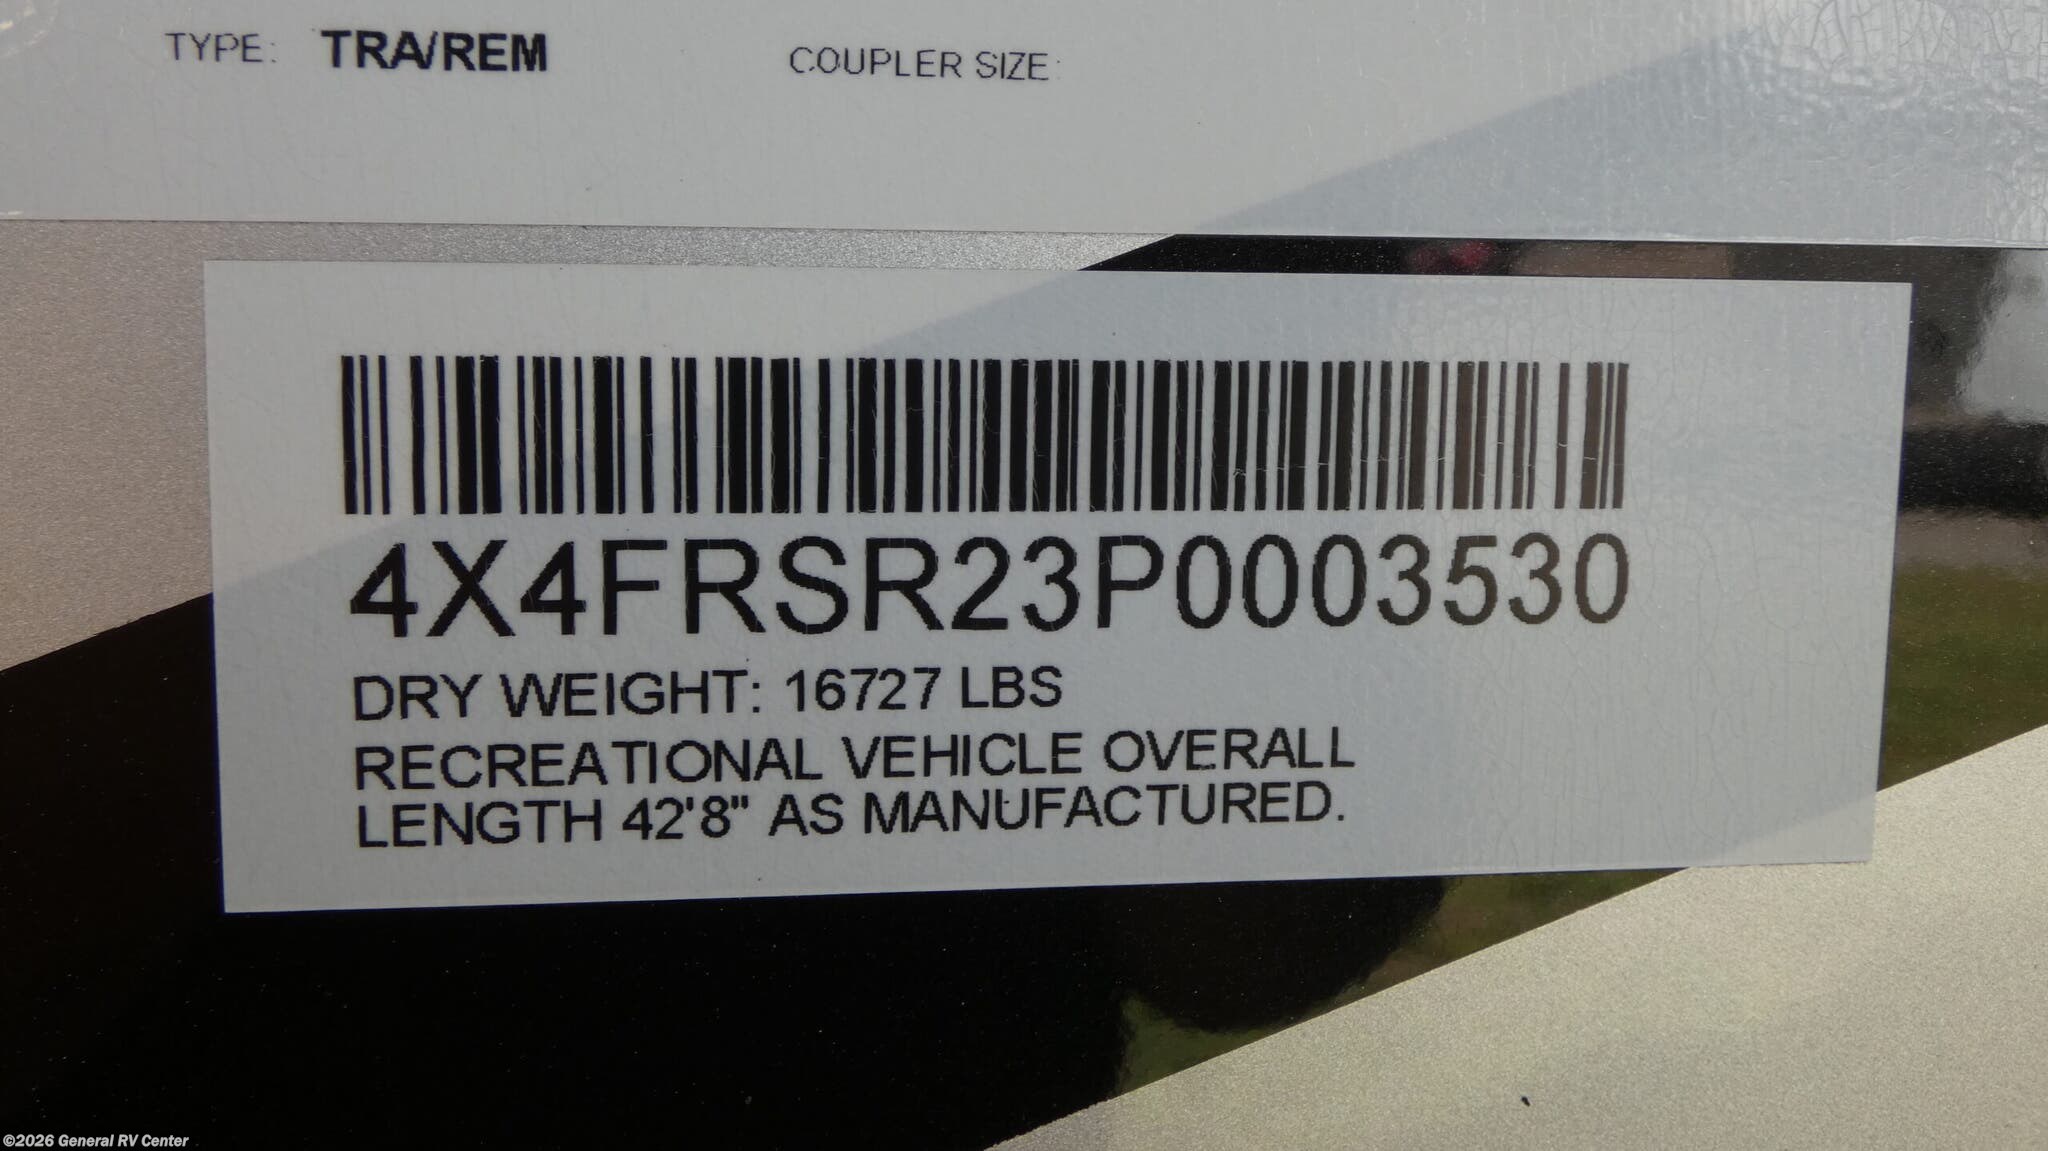 TYPE: TRA/REM COUPLER SIZE:
4X4FRSR23P0003530
DRY WEIGHT: 16727 LBS
RECREATIONAL VEHICLE OVERALL
LENGTH 42'8" AS MANUFACTURED.
©2026 General RV Center